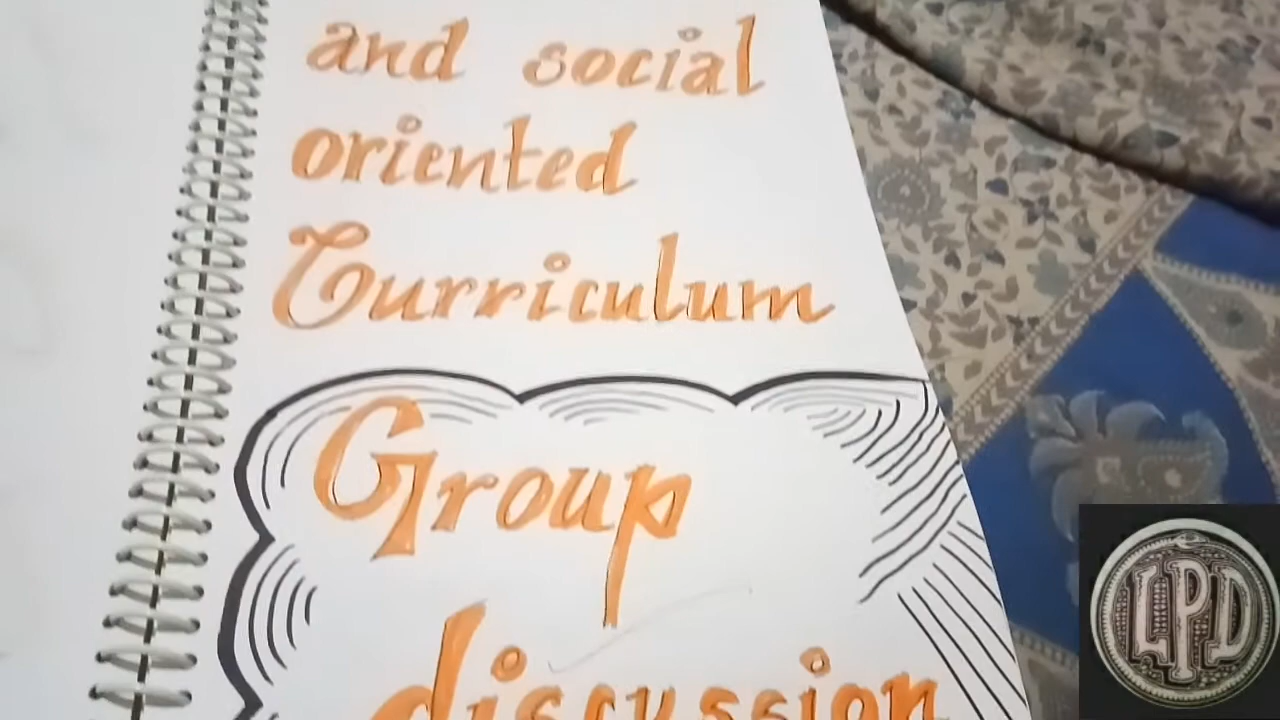 and social
oriented
Curriculum
Group
discussion
LPD